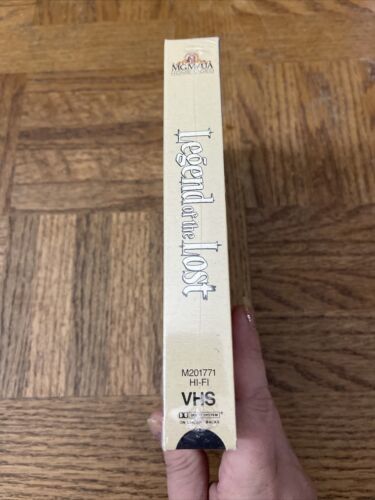 MGM/UA
Legend of the Lost
M201771
HI-FI
VHS